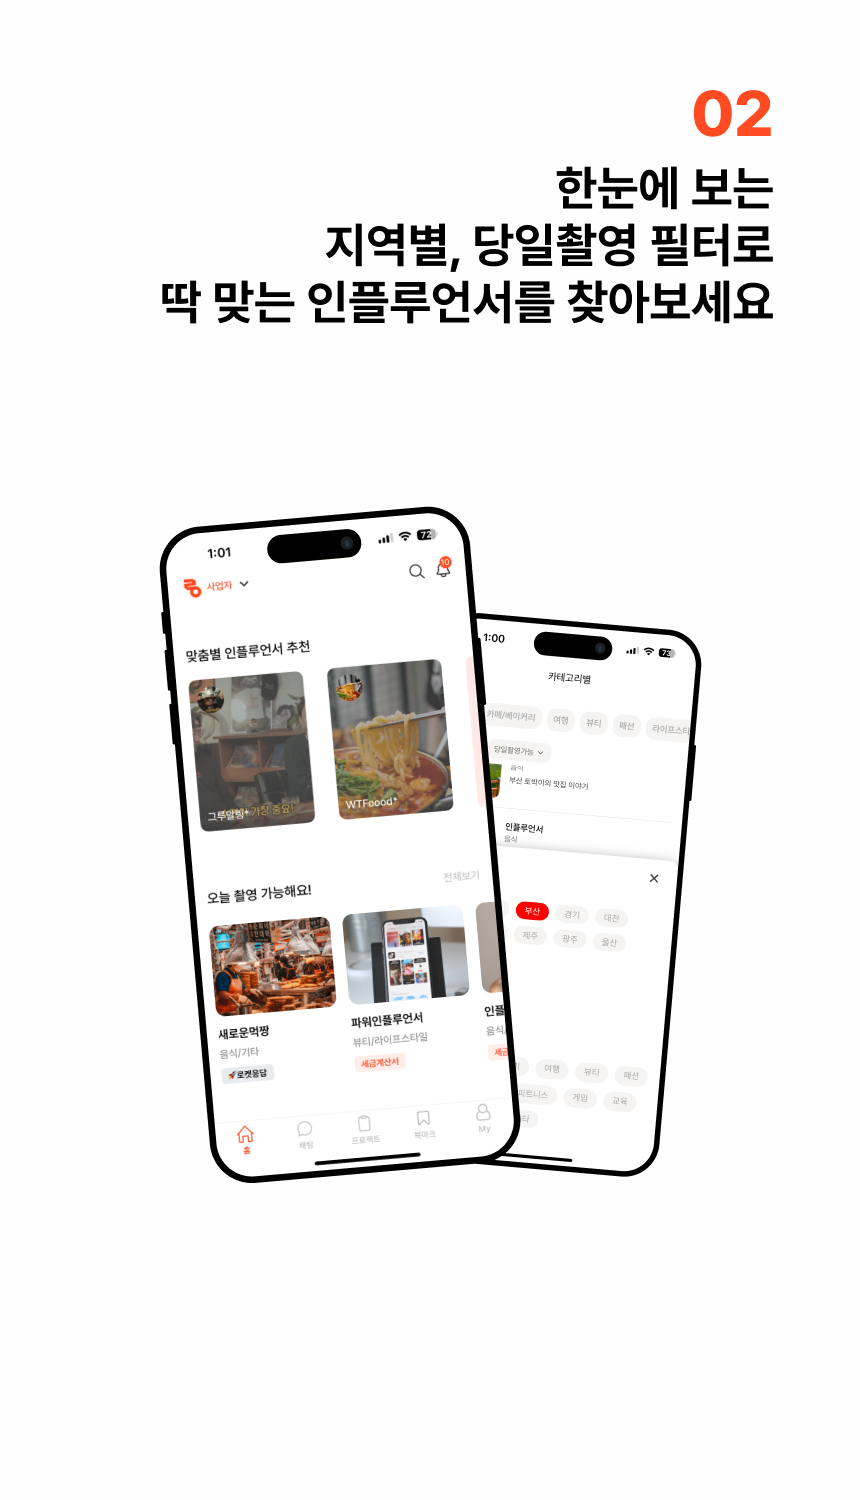 02
한눈에 보는
지역별, 당일촬영 필터로
딱 맞는 인플루언서를 찾아보세요
1:01
72
사업자
10
맞춤별 인플루언서 추천
그루말랭*
가장 중요!
WTFoood*
오늘 촬영 가능해요!
전체보기
새로운먹짱
음식/기타
로켓응답
파워인플루언서
뷰티/라이프스타일
세금계산서
인플
음식/
세금
홈
채팅
프로젝트
북마크
My
1:00
73
카테고리별
카페/베이커리
여행
뷰티
패션
라이프스타
당일촬영가능
음식
부산 토박이의 맛집 이야기
인플루언서
음식
부산
경기
대전
제주
광주
울산
여행
뷰티
패션
피트니스
게임
교육
타